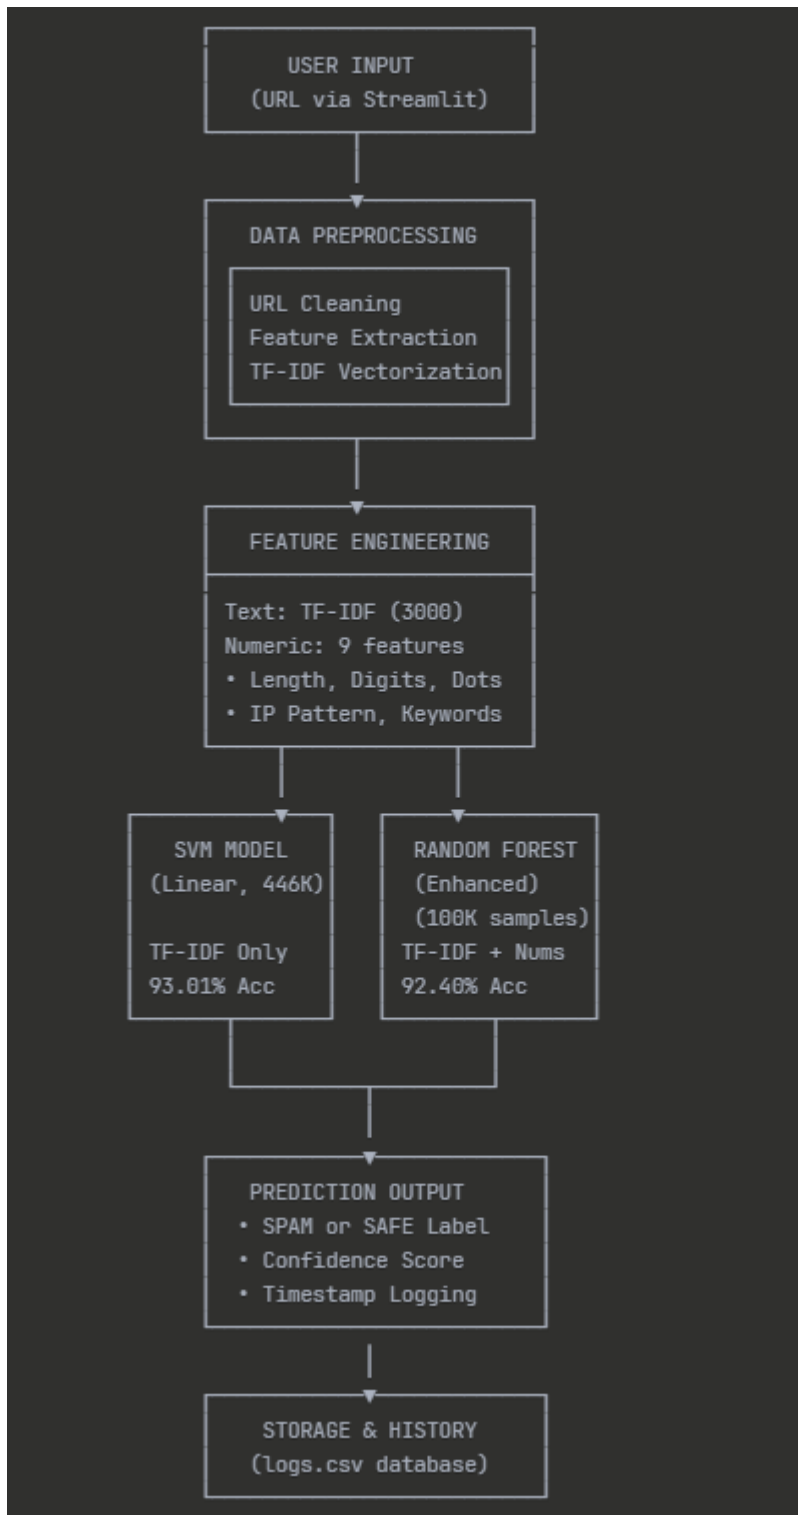 USER INPUT
(URL via Streamlit)
DATA PREPROCESSING
URL Cleaning
Feature Extraction
TF-IDF Vectorization
FEATURE ENGINEERING
Text: TF-IDF (3000)
Numeric: 9 features
• Length, Digits, Dots
• IP Pattern, Keywords
SVM MODEL
(Linear, 446K)
TF-IDF Only
93.01% Acc
RANDOM FOREST
(Enhanced)
(100K samples)
TF-IDF + Nums
92.40% Acc
PREDICTION OUTPUT
• SPAM or SAFE Label
• Confidence Score
• Timestamp Logging
STORAGE & HISTORY
(logs.csv database)